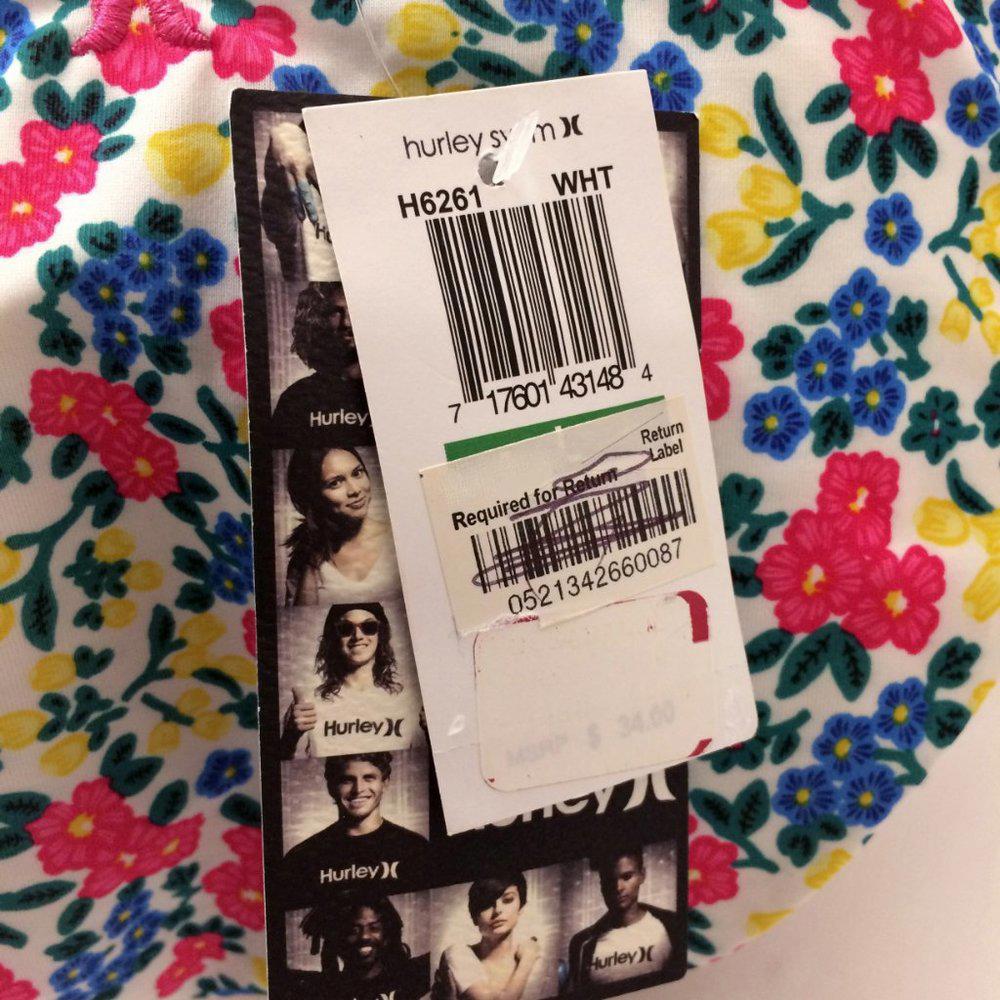 hurley swim
H6261 WHT
7 17601 43148 4
Return
Label
Required for Return
0521342660087
MSRP $ 34.00
Hurley
Hurley
Hurley
Hurley
Hurley